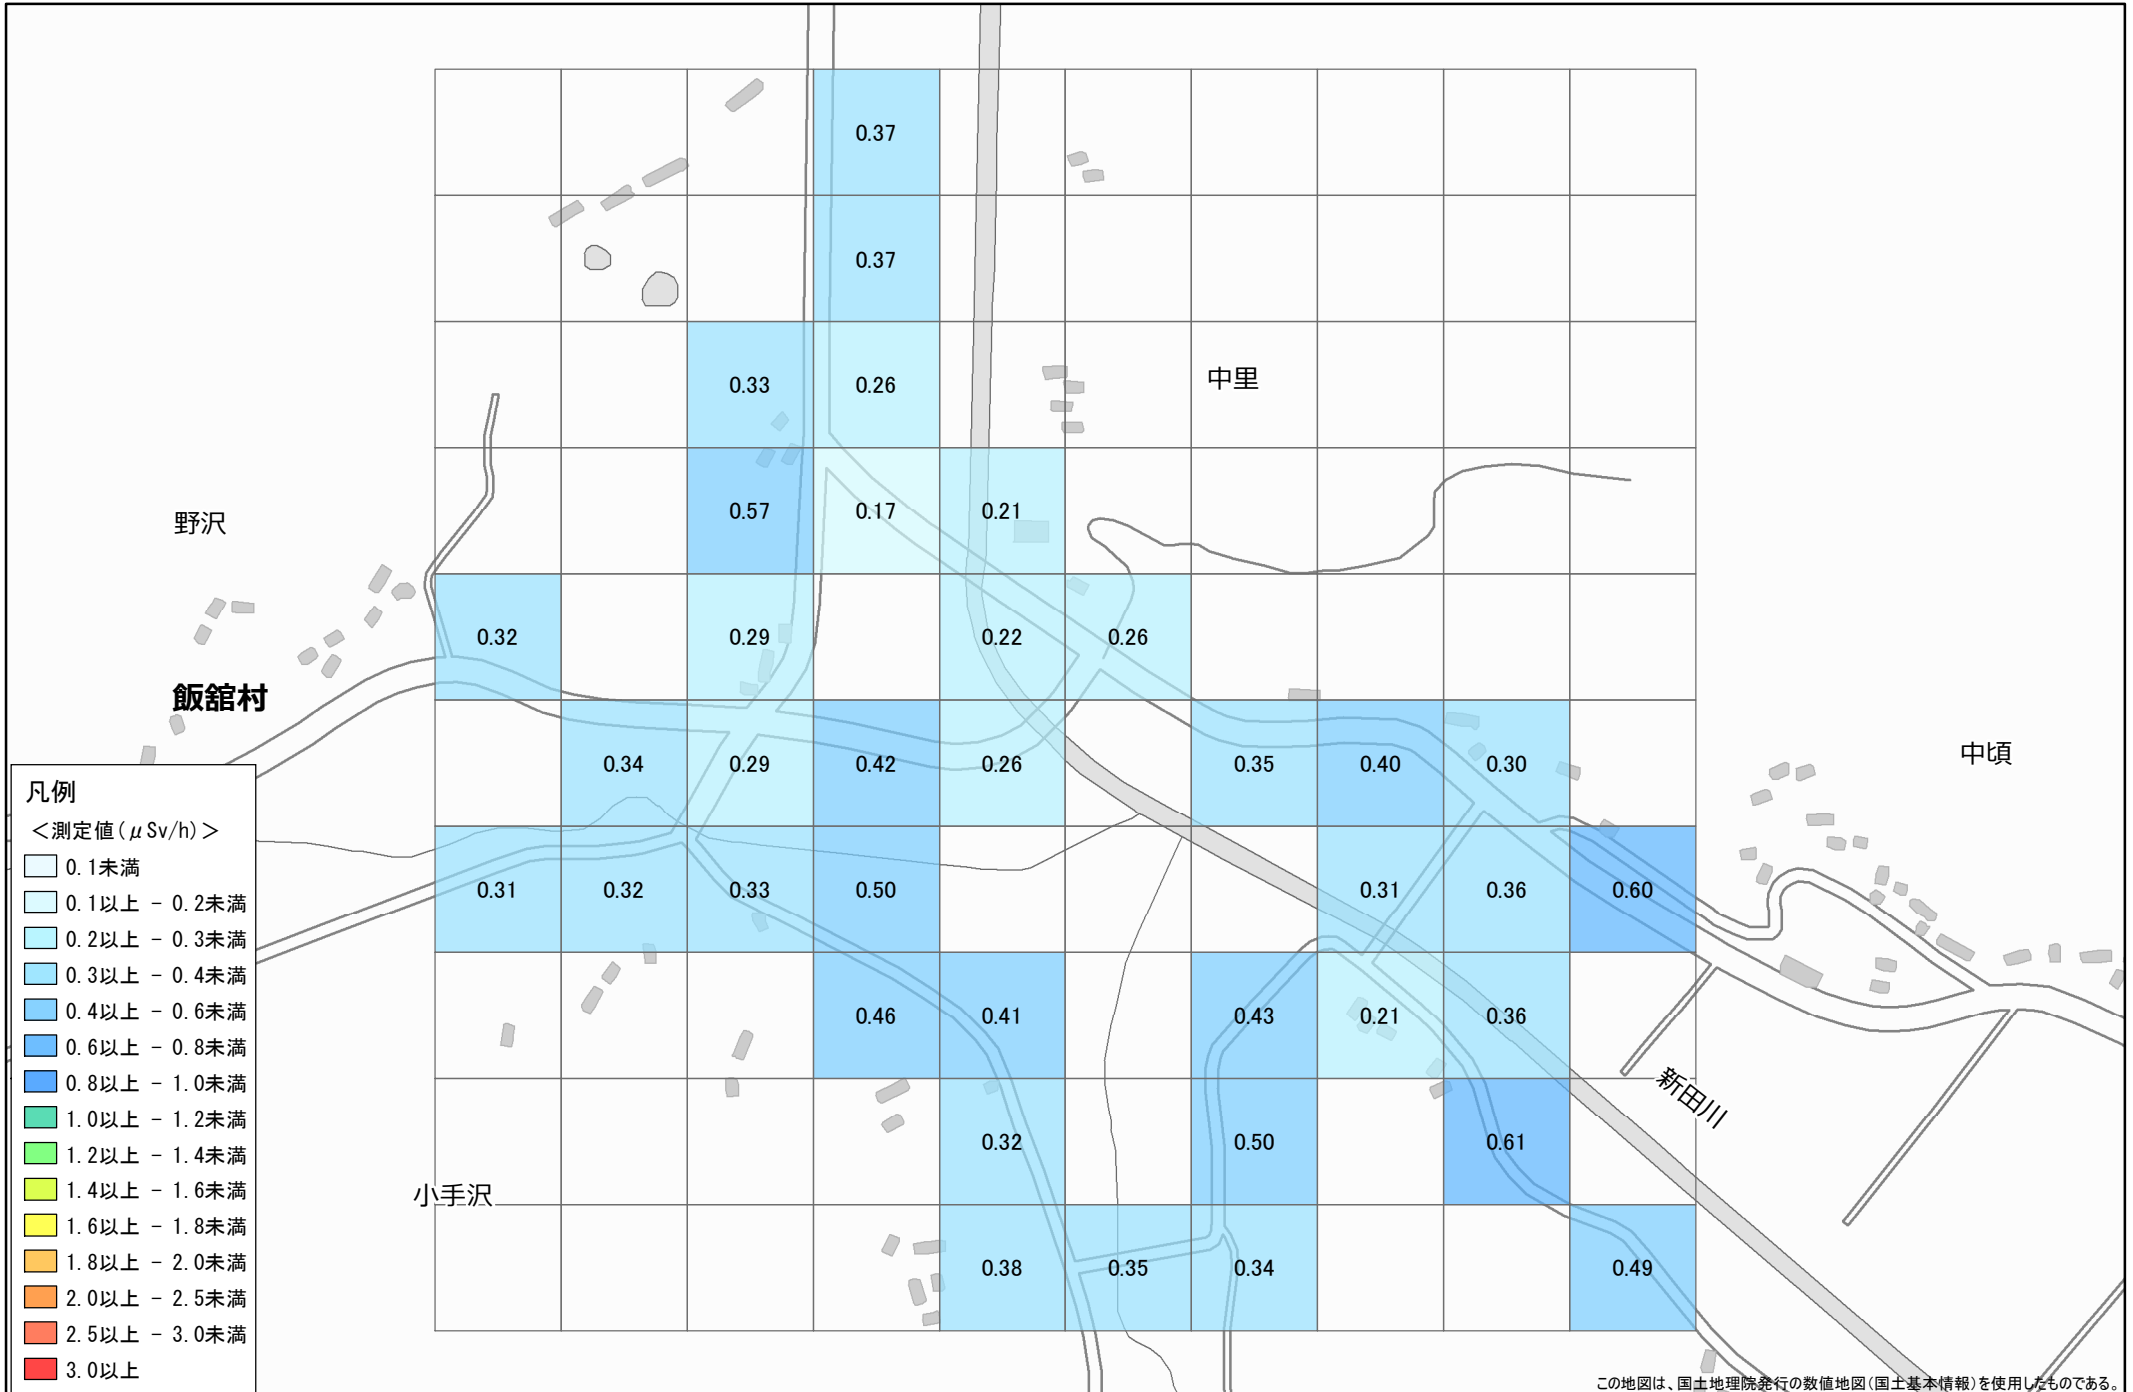 0.37
0.37
0.33 0.26
中里
0.57 0.17 0.21
野沢
0.32 0.29 0.22 0.26
飯舘村
0.34 0.29 0.42 0.26 0.35 0.40 0.30
中頃
0.31 0.32 0.33 0.50 0.31 0.36 0.60
0.46 0.41 0.43 0.21 0.36
新田川
0.32 0.50 0.61
小手沢
0.38 0.35 0.34 0.49
凡例
＜測定値(μSv/h)＞
0.1未満
0.1以上 - 0.2未満
0.2以上 - 0.3未満
0.3以上 - 0.4未満
0.4以上 - 0.6未満
0.6以上 - 0.8未満
0.8以上 - 1.0未満
1.0以上 - 1.2未満
1.2以上 - 1.4未満
1.4以上 - 1.6未満
1.6以上 - 1.8未満
1.8以上 - 2.0未満
2.0以上 - 2.5未満
2.5以上 - 3.0未満
3.0以上
この地図は、国土地理院発行の数値地図(国土基本情報)を使用したものである。